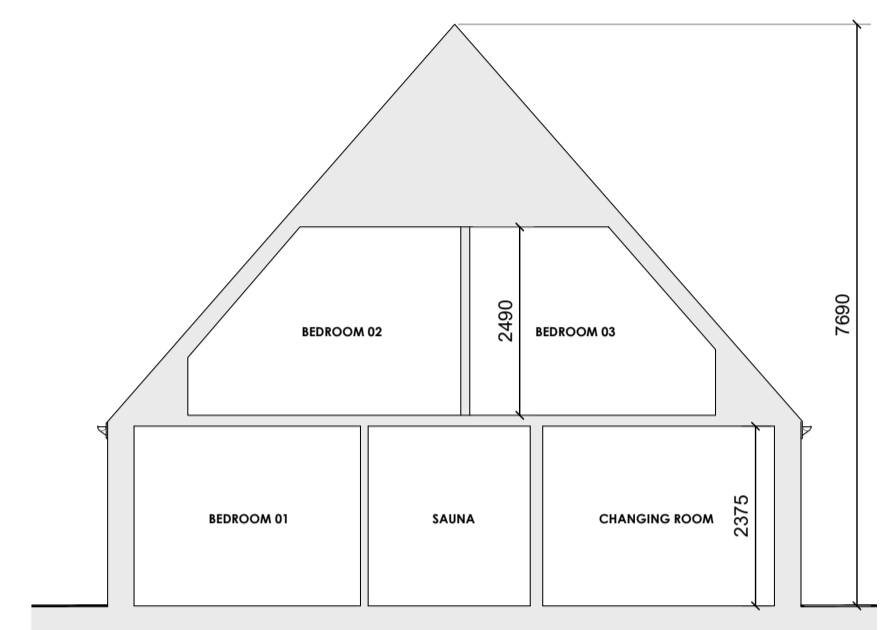 7690
BEDROOM 02
2490
BEDROOM 03
BEDROOM 01
SAUNA
CHANGING ROOM
2375